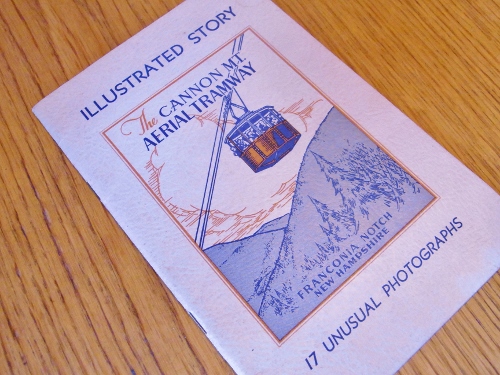 ILLUSTRATED STORY
The CANNON MT.
AERIAL TRAMWAY
FRANCONIA NOTCH
NEW HAMPSHIRE
17 UNUSUAL PHOTOGRAPHS